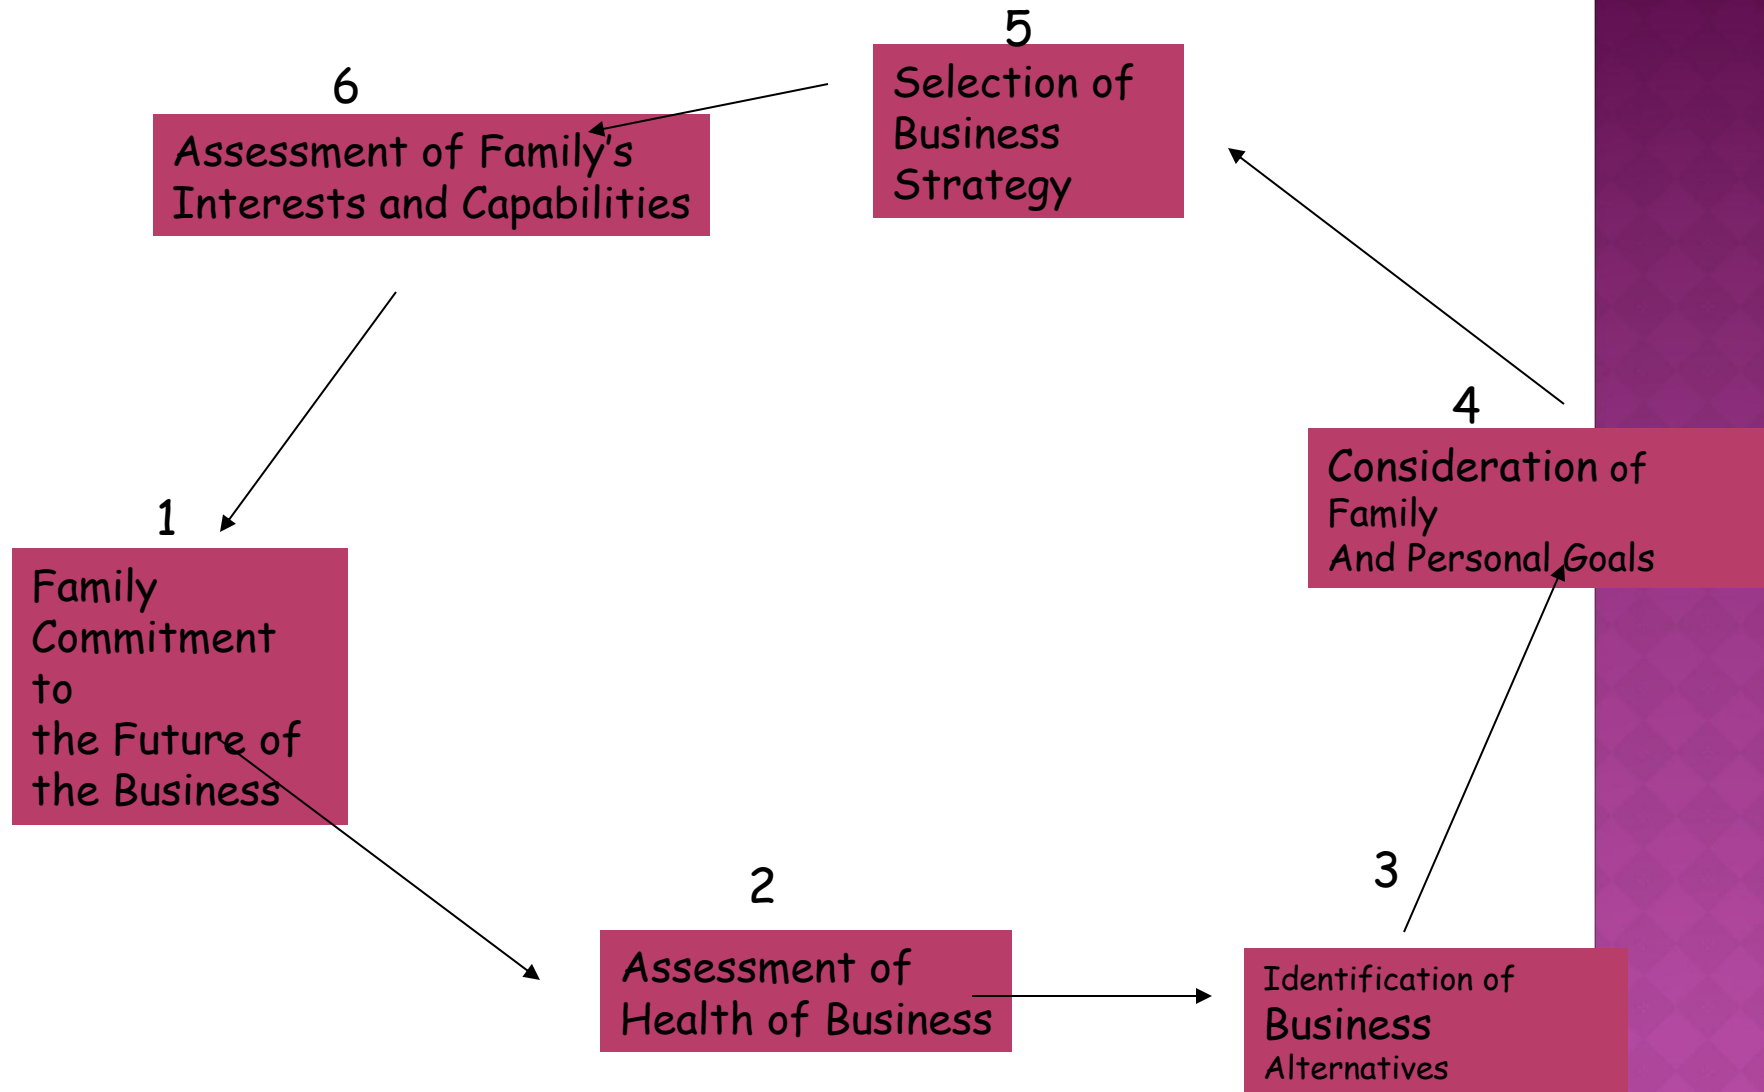 5
Selection of
Business
Strategy
6
Assessment of Family's
Interests and Capabilities
4
Consideration of
Family
And Personal Goals
1
Family
Commitment
to
the Future of
the Business
2
Assessment of
Health of Business
3
Identification of
Business
Alternatives